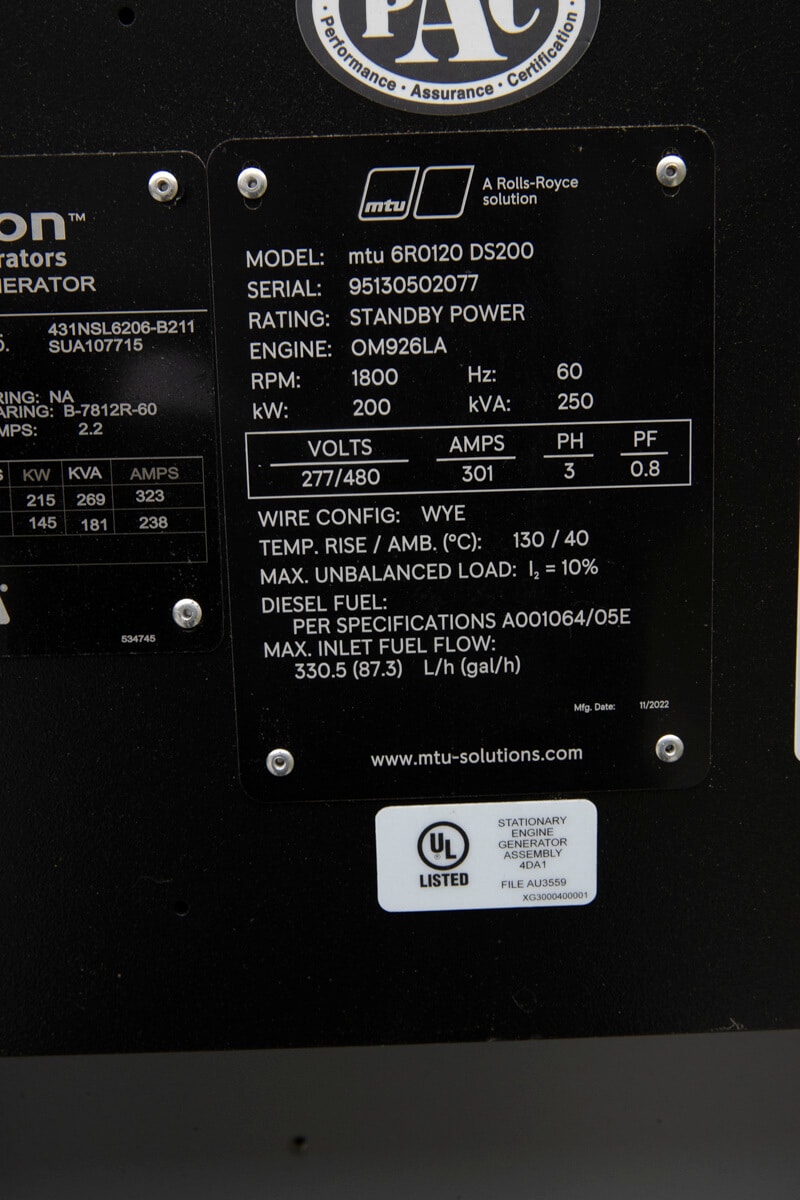 PAC
Performance · Assurance · Certification
on™
rators
ERATOR
431NSL6206-B211
SUA107715
RING: NA
ARING: B-7812R-60
MPS: 2.2
S KW KVA AMPS
215 269 323
145 181 238
534745
mtu
A Rolls-Royce
solution
MODEL: mtu 6R0120 DS200
SERIAL: 95130502077
RATING: STANDBY POWER
ENGINE: OM926LA
RPM: 1800 Hz: 60
kW: 200 kVA: 250
VOLTS AMPS PH PF
277/480 301 3 0.8
WIRE CONFIG: WYE
TEMP. RISE / AMB. (°C): 130 / 40
MAX. UNBALANCED LOAD: I₂ = 10%
DIESEL FUEL:
PER SPECIFICATIONS A001064/05E
MAX. INLET FUEL FLOW:
330.5 (87.3) L/h (gal/h)
Mfg. Date: 11/2022
www.mtu-solutions.com
UL
LISTED
STATIONARY
ENGINE
GENERATOR
ASSEMBLY
4DA1
FILE AU3559
XG3000400001